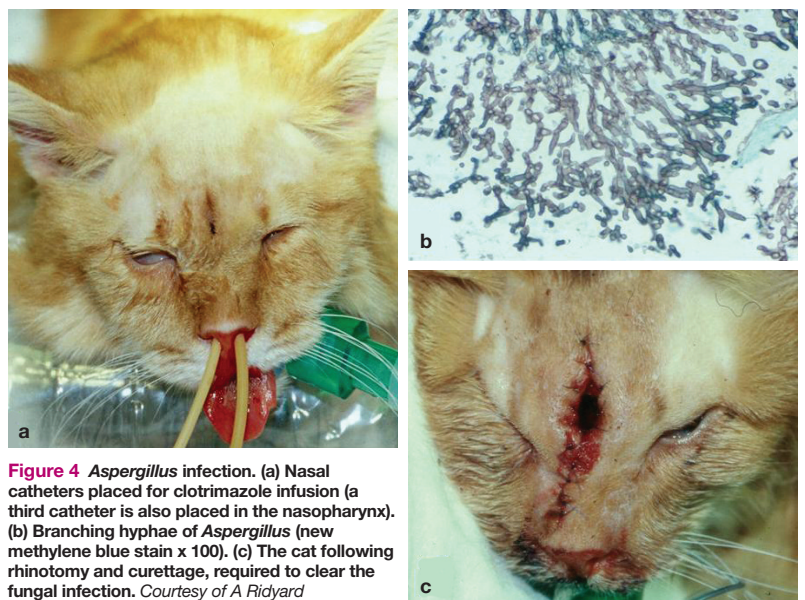 a
b
c
Figure 4 Aspergillus infection. (a) Nasal
catheters placed for clotrimazole infusion (a
third catheter is also placed in the nasopharynx).
(b) Branching hyphae of Aspergillus (new
methylene blue stain x 100). (c) The cat following
rhinotomy and curettage, required to clear the
fungal infection. Courtesy of A Ridyard